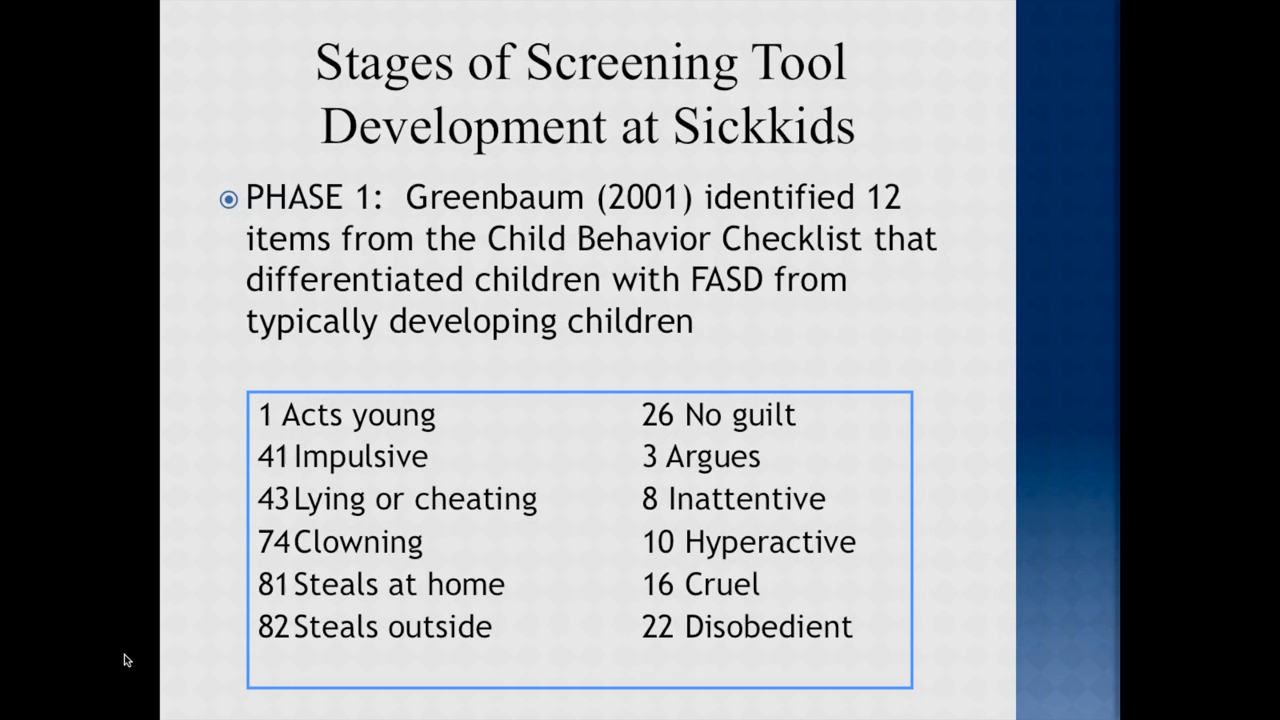 Stages of Screening Tool
Development at Sickkids
PHASE 1: Greenbaum (2001) identified 12
items from the Child Behavior Checklist that
differentiated children with FASD from
typically developing children
1 Acts young
41 Impulsive
43 Lying or cheating
74 Clowning
81 Steals at home
82 Steals outside
26 No guilt
3 Argues
8 Inattentive
10 Hyperactive
16 Cruel
22 Disobedient